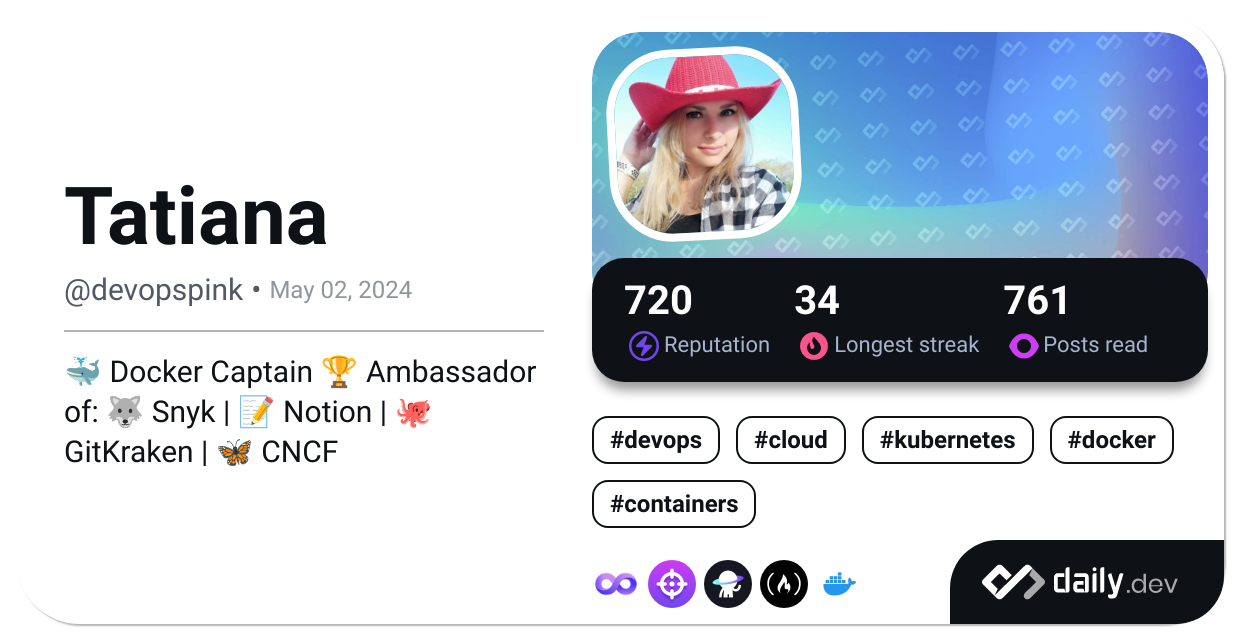 Tatiana
@devopspink • May 02, 2024
🐳 Docker Captain 🏆 Ambassador
of: 🐺 Snyk | 📝 Notion | 🐙
GitKraken | 🦋 CNCF
720 34 761
Reputation Longest streak Posts read
#devops #cloud #kubernetes #docker
#containers
daily.dev